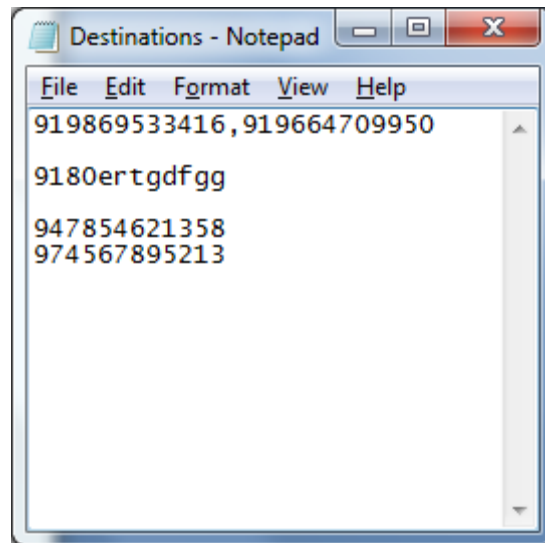 Destinations - Notepad
File Edit Format View Help
919869533416,919664709950
9180ertgdfgg
947854621358
974567895213